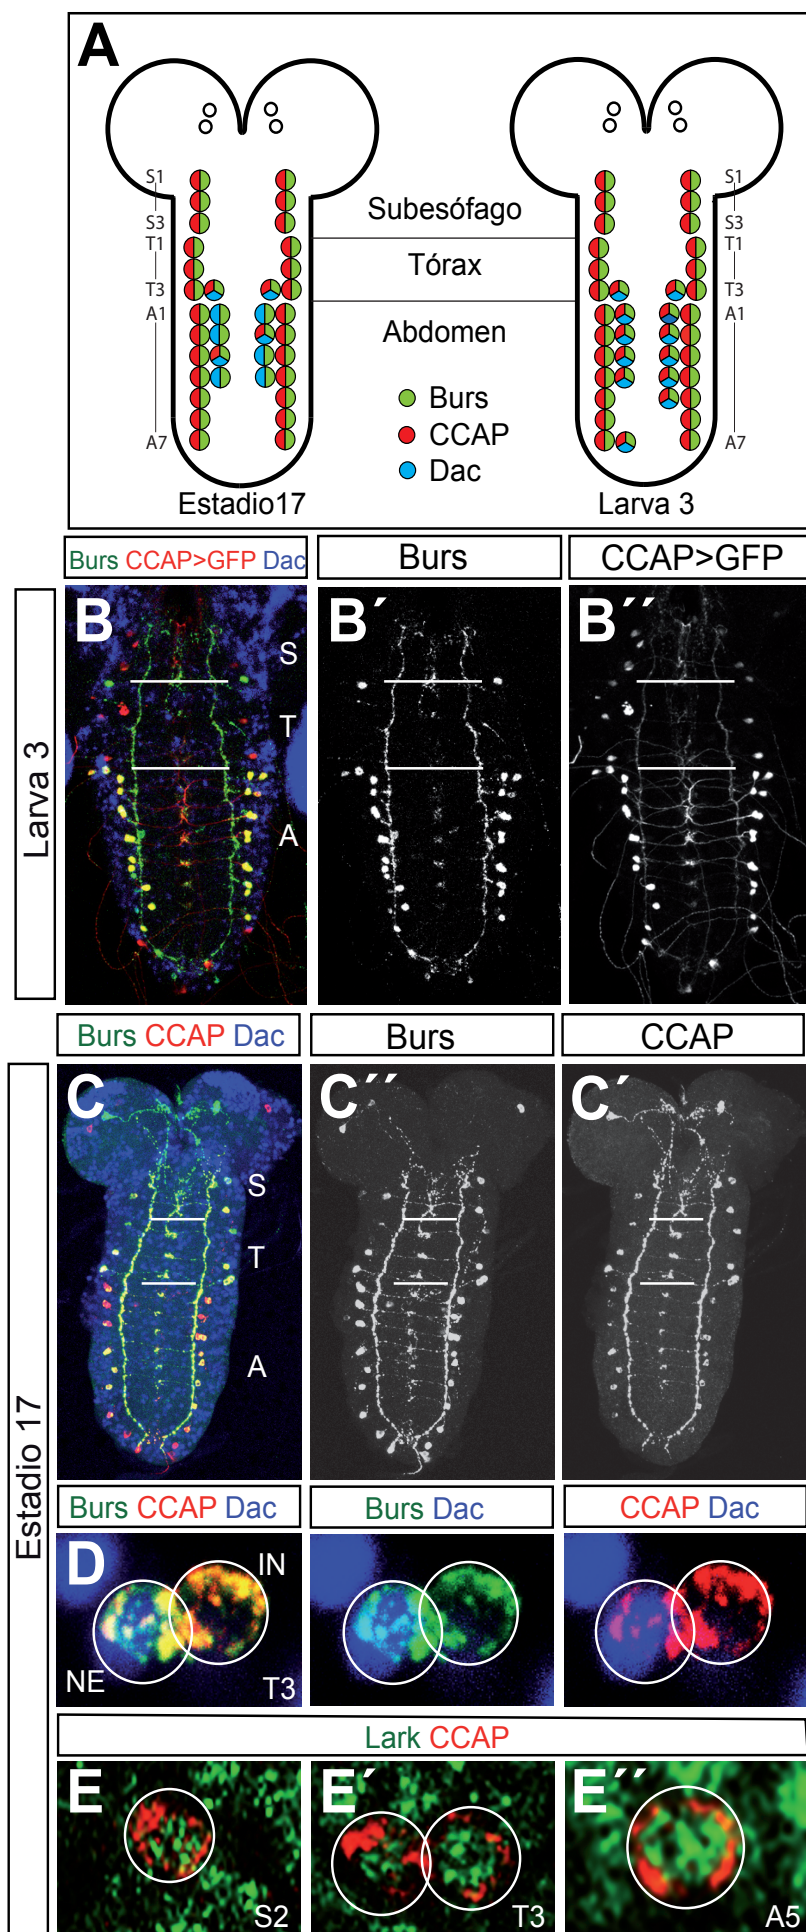 A
S1
S3
T1
T3
A1
A7
Subesófago
Tórax
Abdomen
Burs
CCAP
Dac
S1
S3
T1
T3
A1
A7
Estadio17
Larva 3
Burs CCAP>GFP Dac
Burs
CCAP>GFP
Larva 3
B
S
T
A
B´
B´´
Burs CCAP Dac
Burs
CCAP
Estadio 17
C
S
T
A
C´´
C´
Burs CCAP Dac
Burs Dac
CCAP Dac
D
IN
NE
T3
Lark CCAP
E
S2
E´
T3
E´´
A5